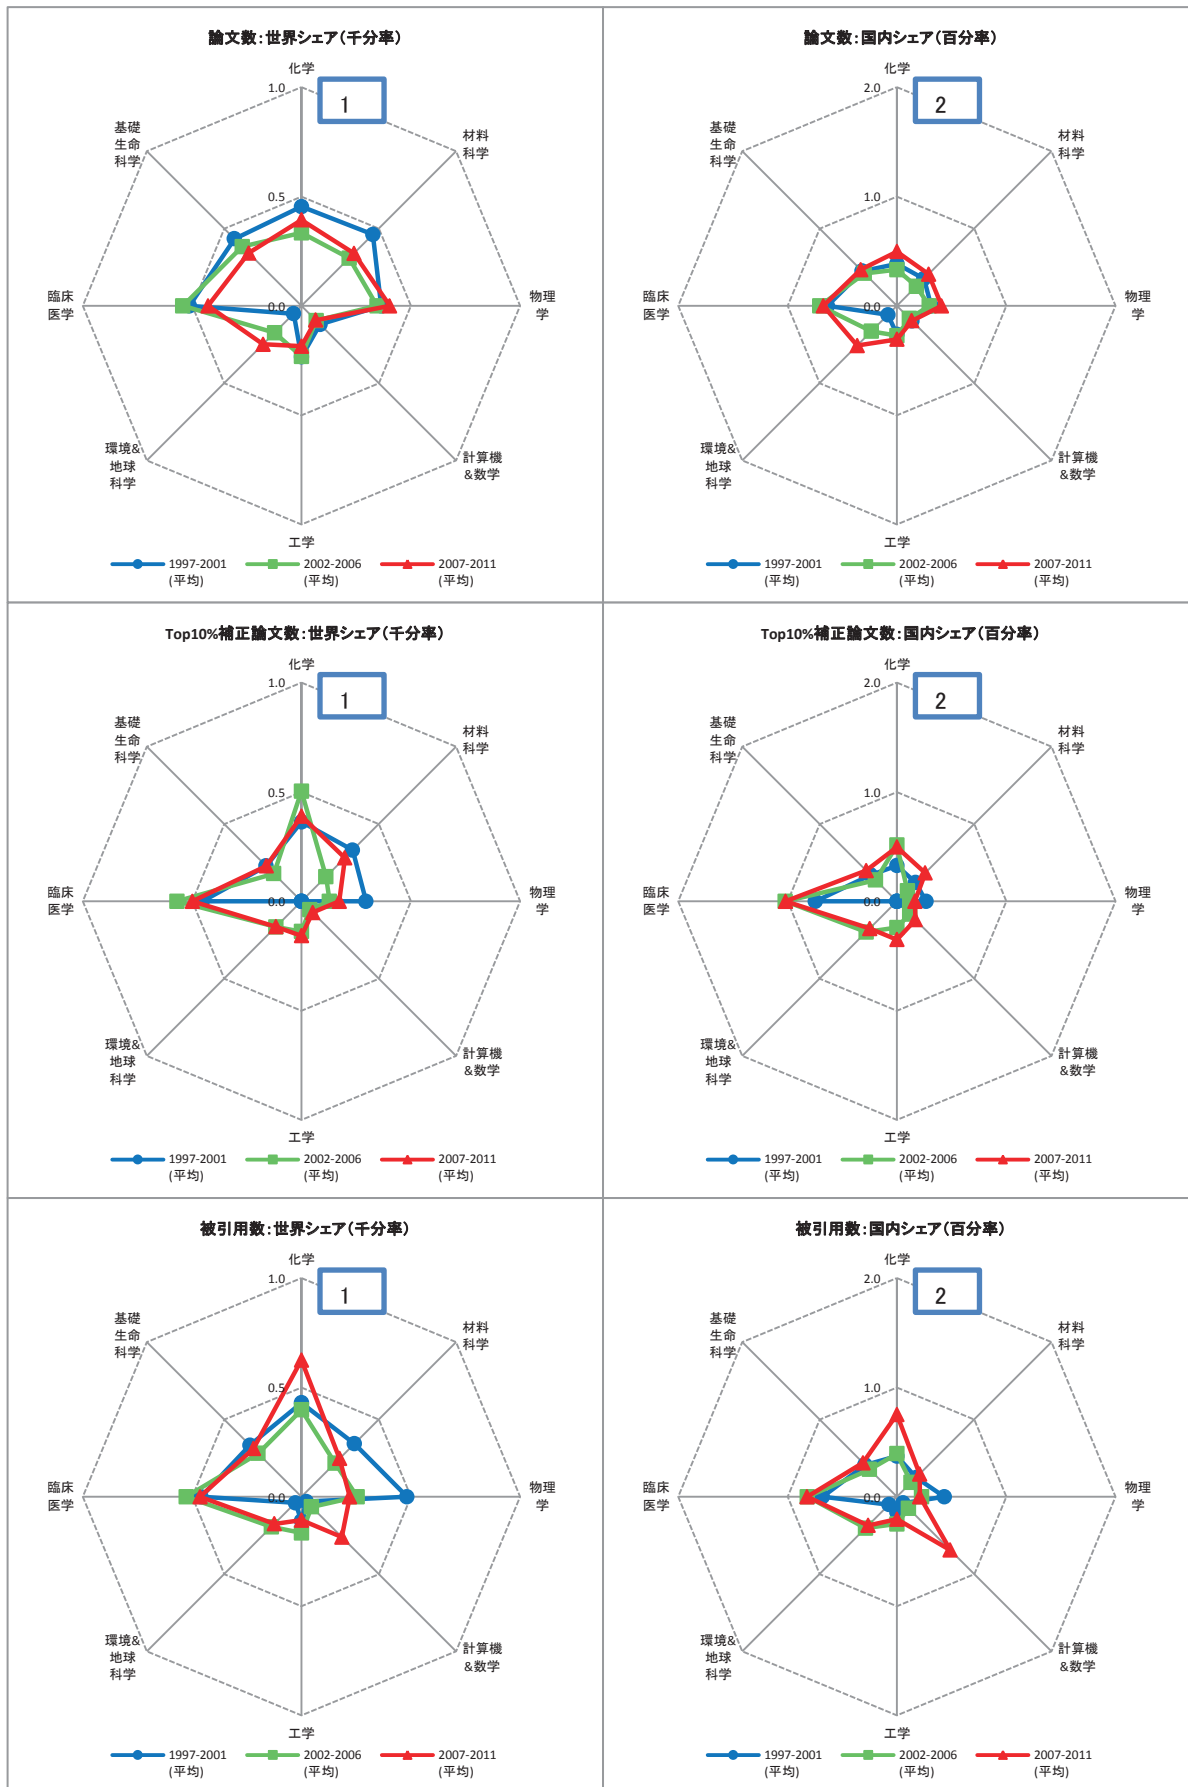 論文数：世界シェア（千分率）
化学
1.0
1
基礎
生命
科学
材料
科学
0.5
臨床
医学
0.0
物理
学
環境&
地球
科学
計算機
&数学
工学
1997-2001
(平均)
2002-2006
(平均)
2007-2011
(平均)
論文数：国内シェア（百分率）
化学
2.0
2
基礎
生命
科学
材料
科学
1.0
臨床
医学
0.0
物理
学
環境&
地球
科学
計算機
&数学
工学
1997-2001
(平均)
2002-2006
(平均)
2007-2011
(平均)
Top10%補正論文数：世界シェア（千分率）
化学
1.0
1
基礎
生命
科学
材料
科学
0.5
臨床
医学
0.0
物理
学
環境&
地球
科学
計算機
&数学
工学
1997-2001
(平均)
2002-2006
(平均)
2007-2011
(平均)
Top10%補正論文数：国内シェア（百分率）
化学
2.0
2
基礎
生命
科学
材料
科学
1.0
臨床
医学
0.0
物理
学
環境&
地球
科学
計算機
&数学
工学
1997-2001
(平均)
2002-2006
(平均)
2007-2011
(平均)
被引用数：世界シェア（千分率）
化学
1.0
1
基礎
生命
科学
材料
科学
0.5
臨床
医学
0.0
物理
学
環境&
地球
科学
計算機
&数学
工学
1997-2001
(平均)
2002-2006
(平均)
2007-2011
(平均)
被引用数：国内シェア（百分率）
化学
2.0
2
基礎
生命
科学
材料
科学
1.0
臨床
医学
0.0
物理
学
環境&
地球
科学
計算機
&数学
工学
1997-2001
(平均)
2002-2006
(平均)
2007-2011
(平均)